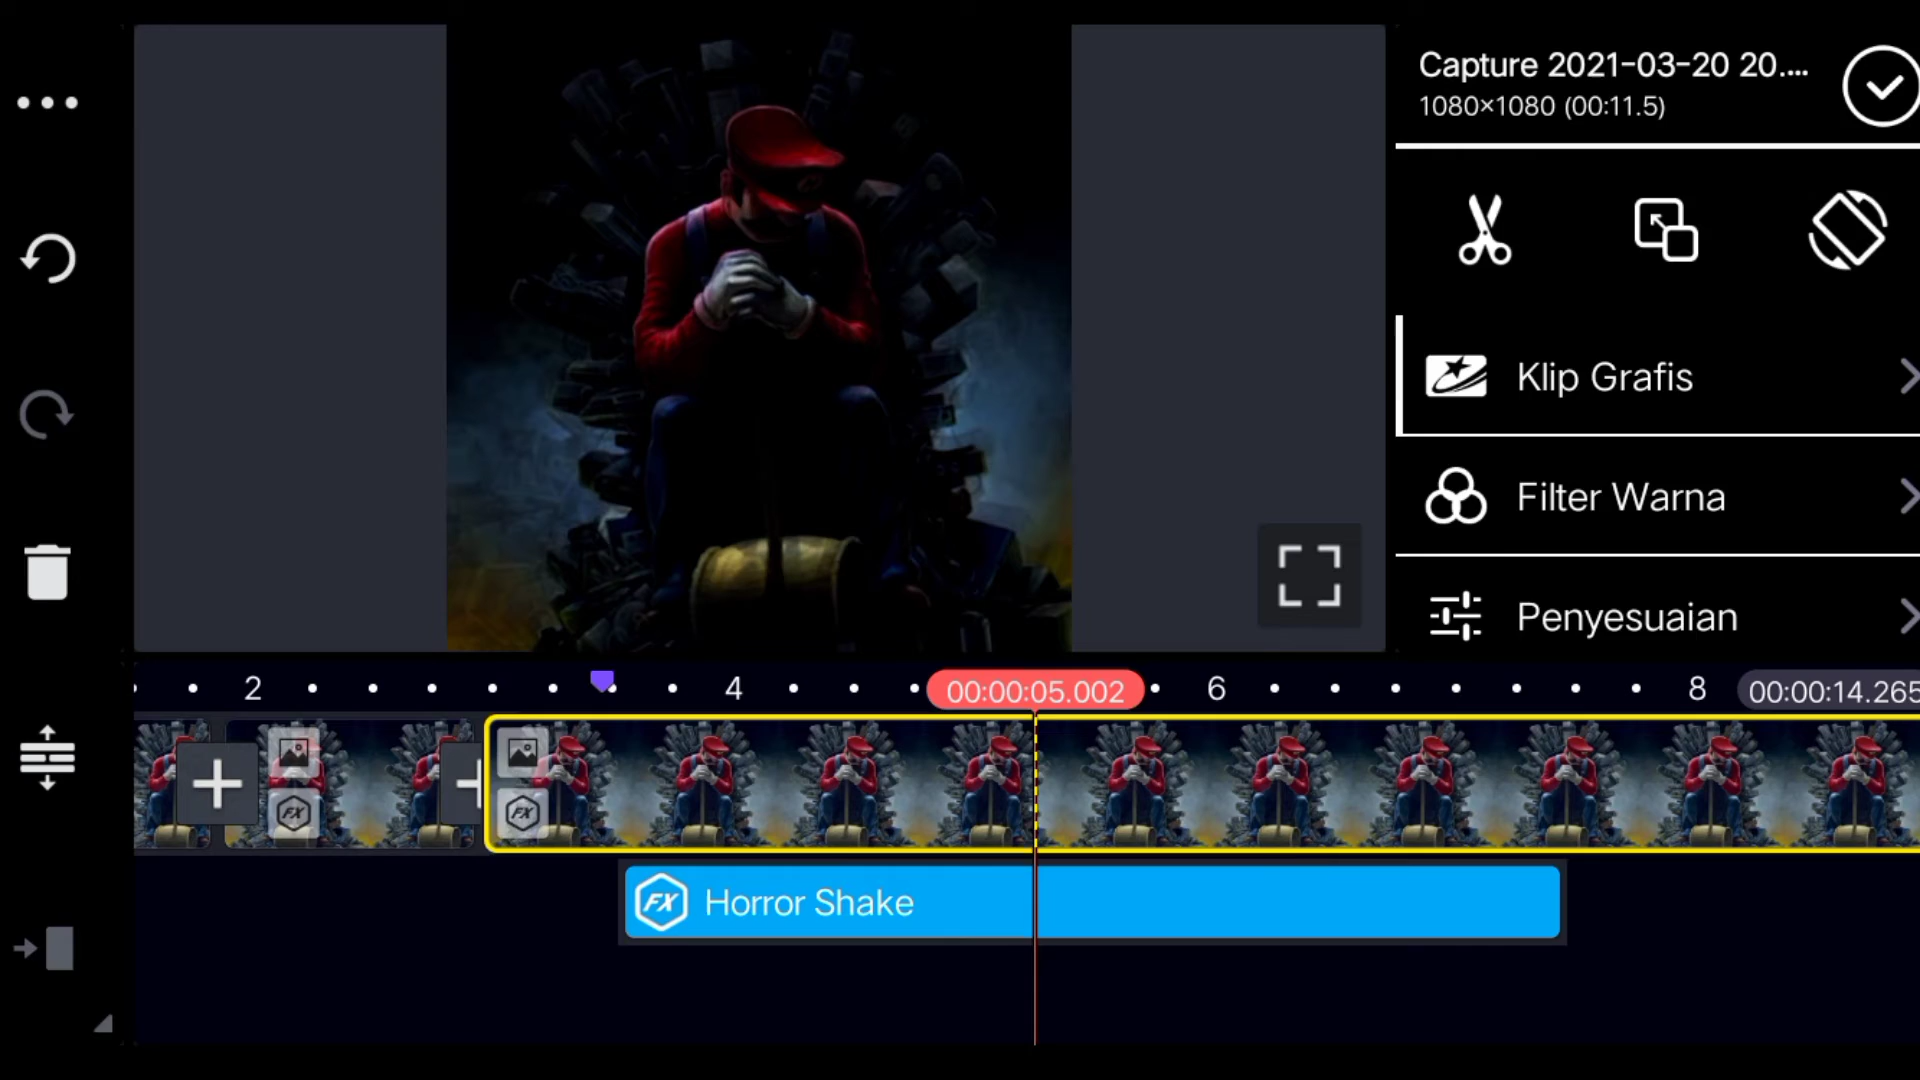 Capture 2021-03-20 20....
1080×1080 (00:11.5)
Klip Grafis
Filter Warna
Penyesuaian
2
4
00:00:05.002
6
8
00:00:14.265
FX
FX
FX Horror Shake